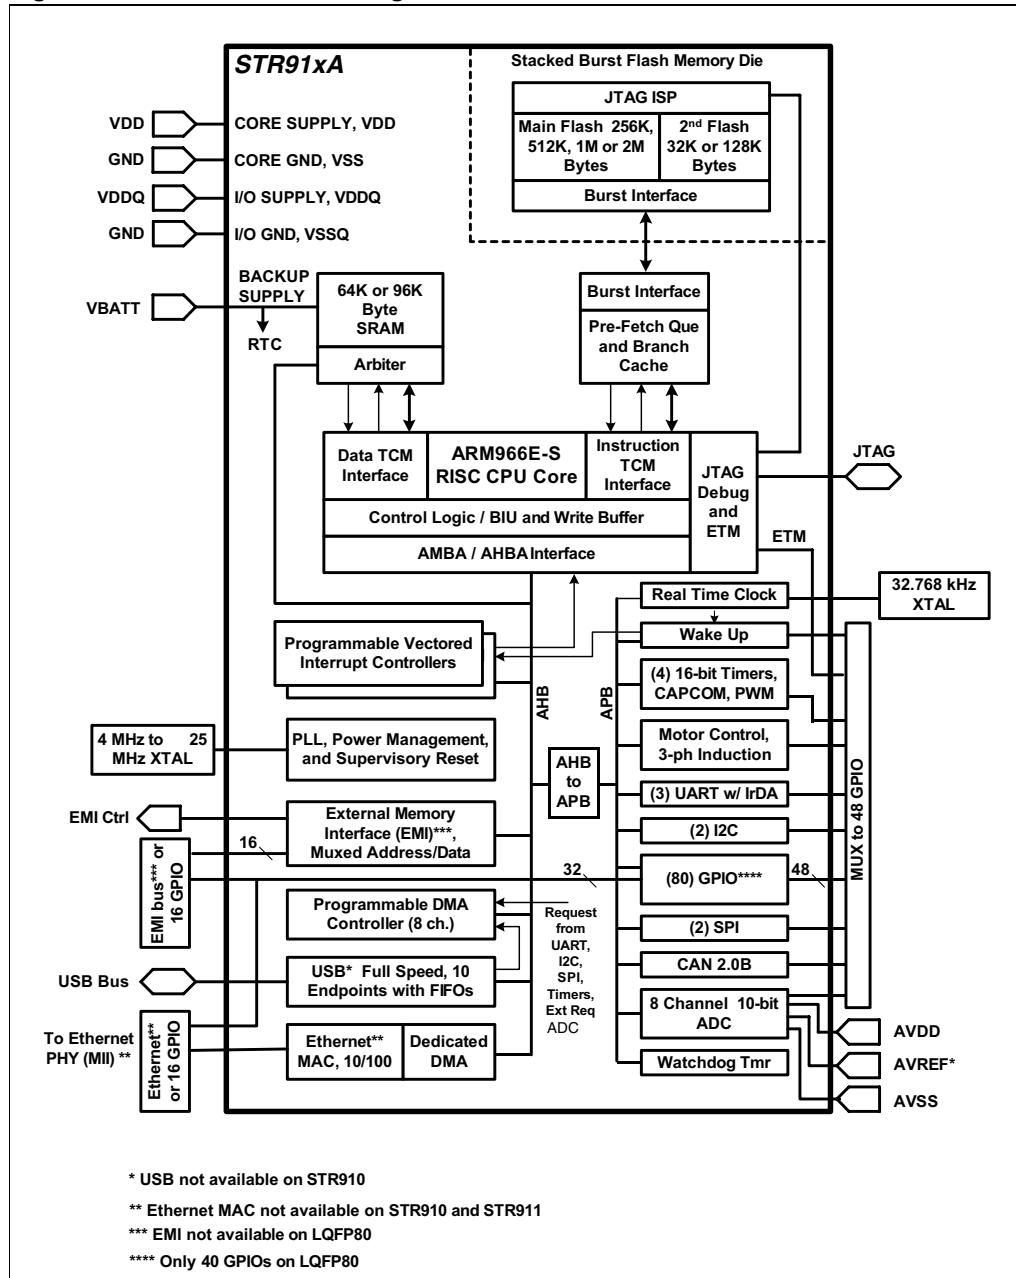 STR91xA
Stacked Burst Flash Memory Die
JTAG ISP
Main Flash 256K,
512K, 1M or 2M
Bytes
2nd Flash
32K or 128K
Bytes
Burst Interface
VDD
CORE SUPPLY, VDD
GND
CORE GND, VSS
VDDQ
I/O SUPPLY, VDDQ
GND
I/O GND, VSSQ
BACKUP
SUPPLY
VBATT
RTC
64K or 96K
Byte
SRAM
Arbiter
Burst Interface
Pre-Fetch Que
and Branch
Cache
Data TCM
Interface
ARM966E-S
RISC CPU Core
Instruction
TCM
Interface
JTAG
Debug
and
ETM
JTAG
Control Logic / BIU and Write Buffer
AMBA / AHBA Interface
ETM
Real Time Clock
32.768 kHz
XTAL
Wake Up
Programmable Vectored
Interrupt Controllers
(4) 16-bit Timers,
CAPCOM, PWM
AHB
APB
4 MHz to 25
MHz XTAL
PLL, Power Management,
and Supervisory Reset
Motor Control,
3-ph Induction
AHB
to
APB
(3) UART w/ IrDA
MUX to 48 GPIO
EMI Ctrl
External Memory
Interface (EMI)***,
Muxed Address/Data
16
(2) I2C
EMI bus*** or
16 GPIO
32
(80) GPIO****
48
Programmable DMA
Controller (8 ch.)
Request
from
UART,
I2C,
SPI,
Timers,
Ext Req
ADC
(2) SPI
USB Bus
USB* Full Speed, 10
Endpoints with FIFOs
CAN 2.0B
8 Channel 10-bit
ADC
To Ethernet
PHY (MII) **
Ethernet**
or 16 GPIO
Ethernet**
MAC, 10/100
Dedicated
DMA
Watchdog Tmr
AVDD
AVREF*
AVSS
* USB not available on STR910
** Ethernet MAC not available on STR910 and STR911
*** EMI not available on LQFP80
**** Only 40 GPIOs on LQFP80